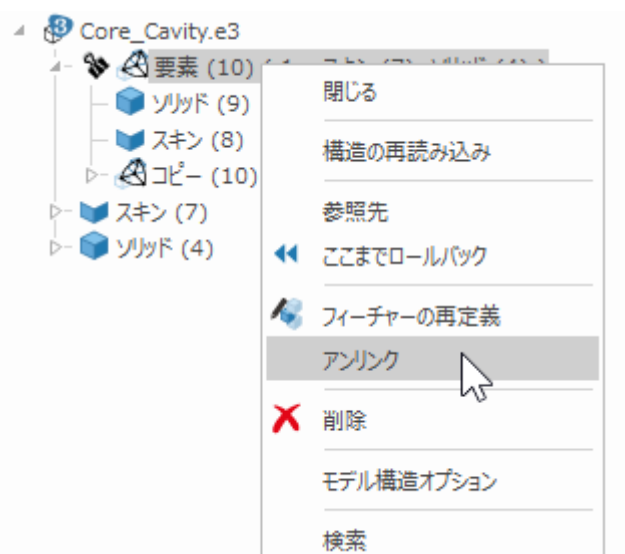 Core_Cavity.e3
要素 (10)
ソリッド (9)
スキン (8)
コピー (10)
スキン (7)
ソリッド (4)
閉じる
構造の再読み込み
参照先
ここまでロールバック
フィーチャーの再定義
アンリンク
削除
モデル構造オプション
検索